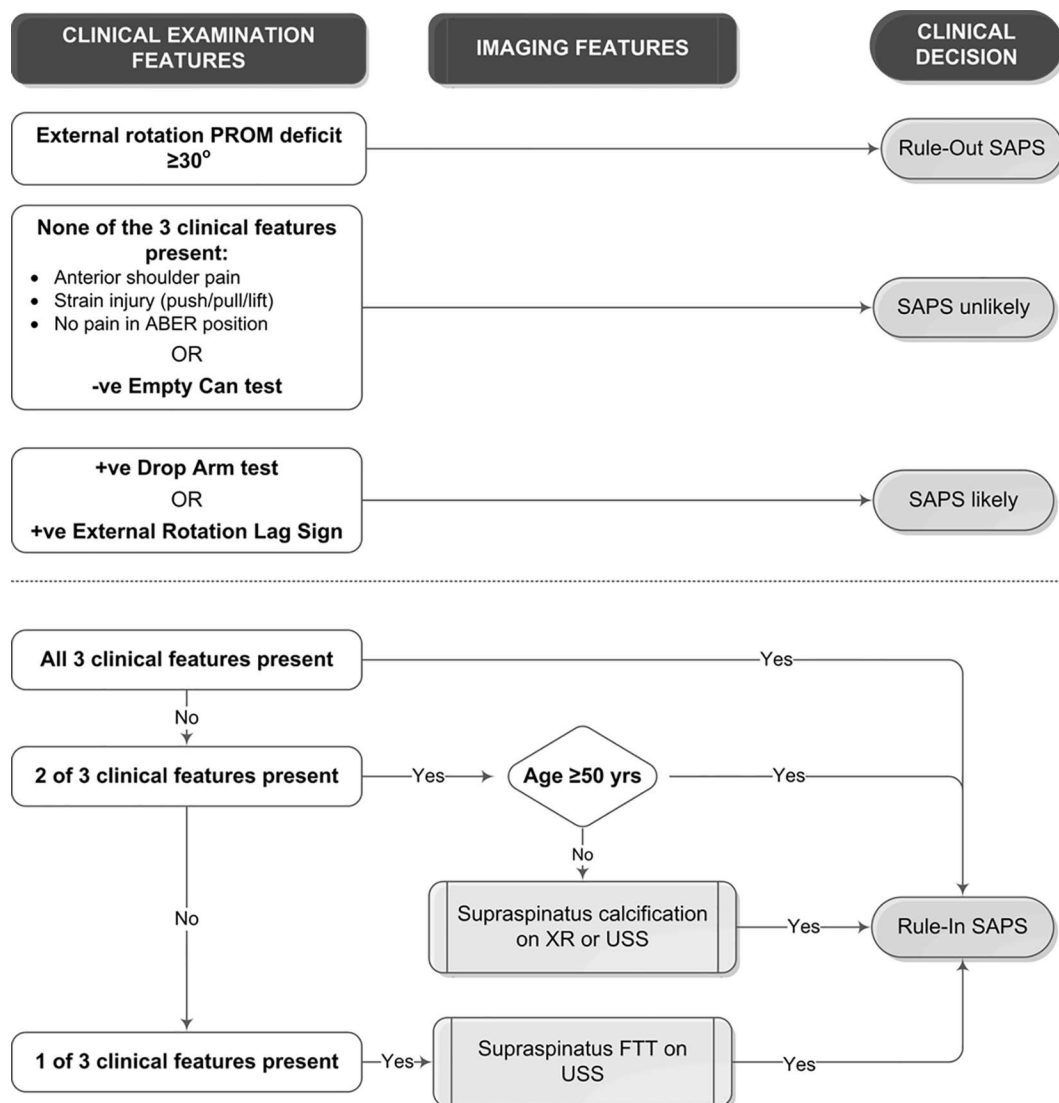 CLINICAL EXAMINATION
FEATURES
IMAGING FEATURES
CLINICAL
DECISION
External rotation PROM deficit
≥30°
Rule-Out SAPS
None of the 3 clinical features
present:
• Anterior shoulder pain
• Strain injury (push/pull/lift)
• No pain in ABER position
OR
-ve Empty Can test
SAPS unlikely
+ve Drop Arm test
OR
+ve External Rotation Lag Sign
SAPS likely
All 3 clinical features present
Yes
No
2 of 3 clinical features present
Yes
Age ≥50 yrs
Yes
No
Supraspinatus calcification
on XR or USS
Yes
Rule-In SAPS
No
1 of 3 clinical features present
Yes
Supraspinatus FTT on
USS
Yes